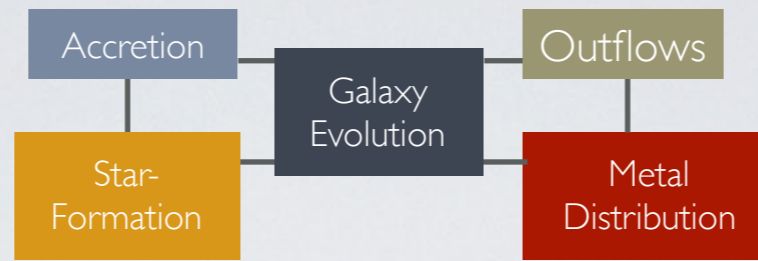 Accretion
Galaxy
Evolution
Outflows
Star-
Formation
Metal
Distribution